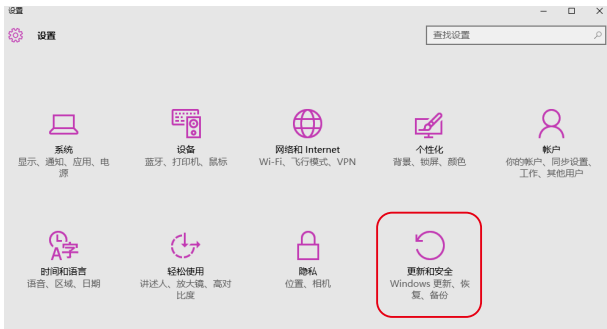 设置
设置
查找设置
系统
显示、通知、应用、电
源
设备
蓝牙、打印机、鼠标
网络和 Internet
Wi-Fi、飞行模式、VPN
个性化
背景、锁屏、颜色
帐户
你的帐户、同步设置、
工作、其他用户
时间和语言
语音、区域、日期
轻松使用
讲述人、放大镜、高对
比度
隐私
位置、相机
更新和安全
Windows 更新、恢
复、备份